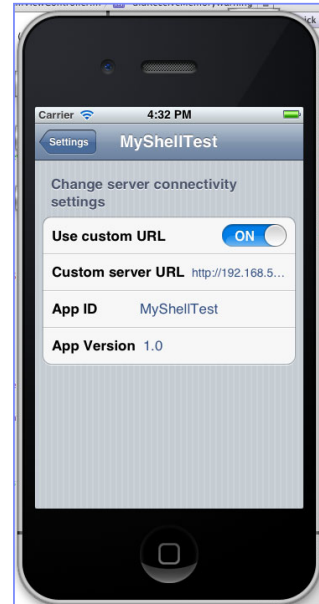 Carrier 4:32 PM
Settings MyShellTest
Change server connectivity
settings
Use custom URL ON
Custom server URL http://192.168.5...
App ID MyShellTest
App Version 1.0